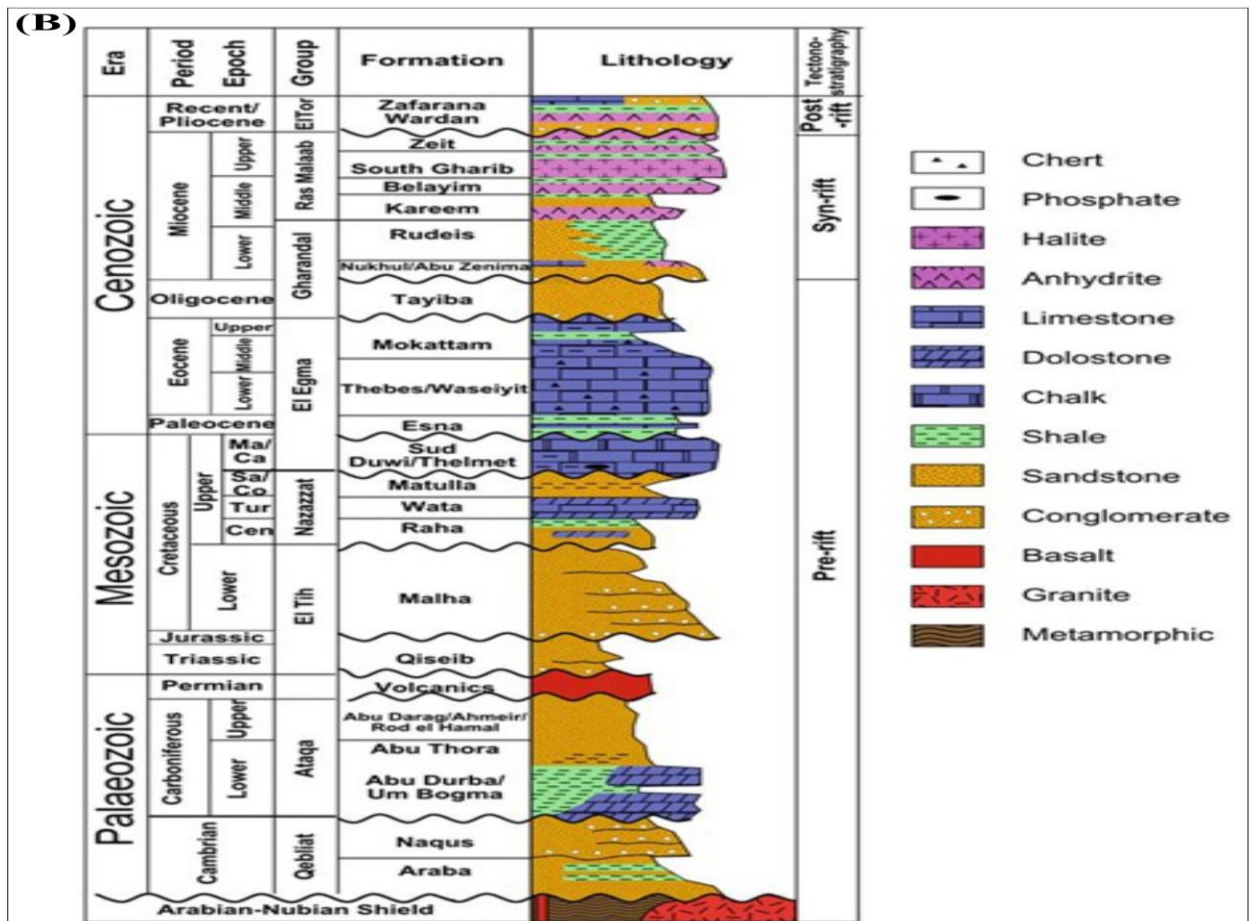 (B)
Era
Period
Epoch
Group
Formation
Lithology
Tectono-
stratigraphy
Recent/
Pliocene
ElTor
Zafarana
Wardan
Post
-rift
Cenozoic
Miocene
Upper
Middle
Lower
Ras Malaab
Zeit
South Gharib
Belayim
Kareem
Gharandal
Rudeis
Nukhul/Abu Zenima
Syn-rift
Oligocene
Tayiba
Eocene
Upper
Middle
Lower
El Egma
Mokattam
Thebes/Waseiyit
Paleocene
Esna
Mesozoic
Cretaceous
Upper
Ma/
Ca
Sud
Duwi/Thelmet
Sa/
Co
Nazazzat
Matulla
Tur
Wata
Cen
Raha
Lower
El Tih
Malha
Jurassic
Triassic
Qiseib
Pre-rift
Palaeozoic
Permian
Volcanics
Carboniferous
Upper
Lower
Ataqa
Abu Darag/Ahmeir/
Rod el Hamal
Abu Thora
Abu Durba/
Um Bogma
Cambrian
Qebliat
Naqus
Araba
Arabian-Nubian Shield
Chert
Phosphate
Halite
Anhydrite
Limestone
Dolostone
Chalk
Shale
Sandstone
Conglomerate
Basalt
Granite
Metamorphic